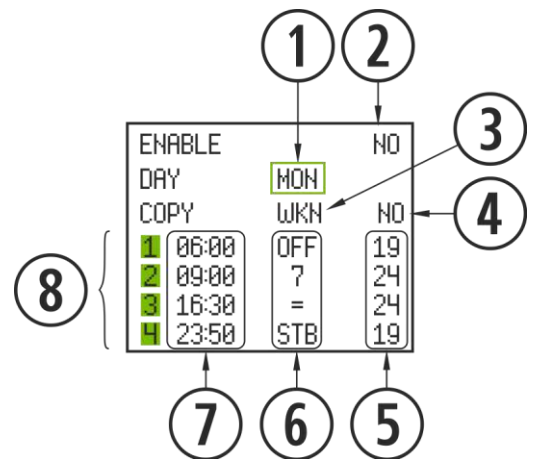 1 2
3
ENABLE NO
DAY MON
COPY WKN NO 4
1 06:00 OFF 19
2 09:00 7 24
8
3 16:30 = 24
4 23:50 STB 19
7 6 5